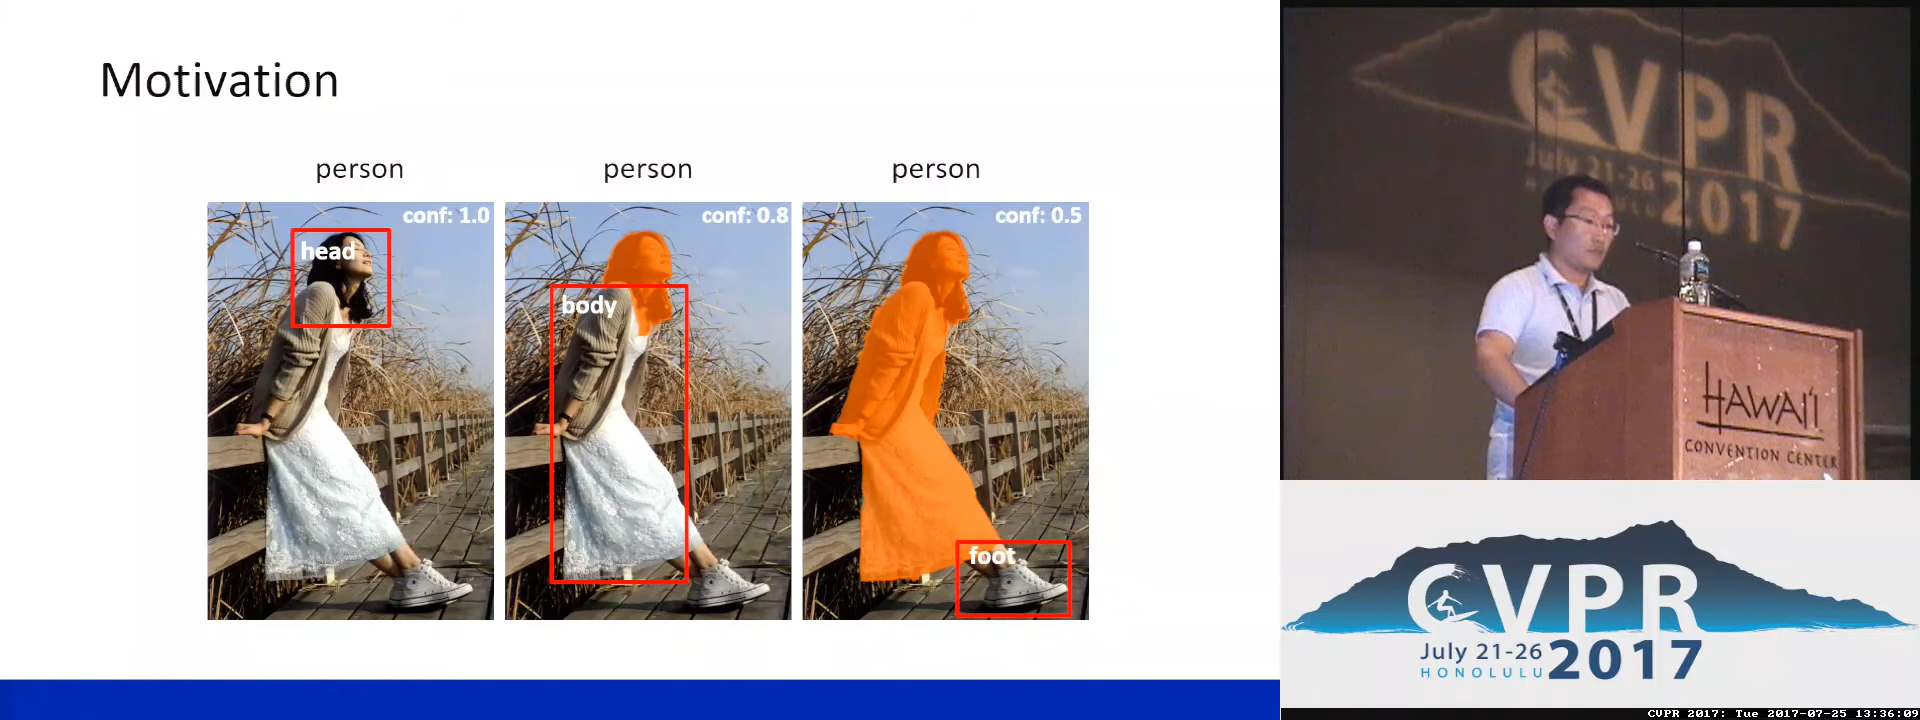 Motivation
person
person
person
conf: 1.0
conf: 0.8
conf: 0.5
head
body
foot
CVPR
July 21-26
2017
HAWAI'I
CONVENTION CENTER
CVPR
July 21-26
HONOLULU
2017
CVPR 2017: Tue 2017-07-25 13:36:09